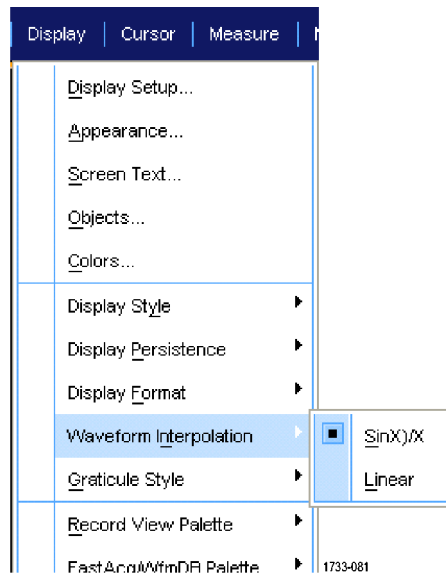 Display Cursor Measure
Display Setup...
Appearance...
Screen Text...
Objects...
Colors...
Display Style
Display Persistence
Display Format
Waveform Interpolation
SinX)/X
Graticule Style
Linear
Record View Palette
FastAcq/WfmDB Palette
1733-081